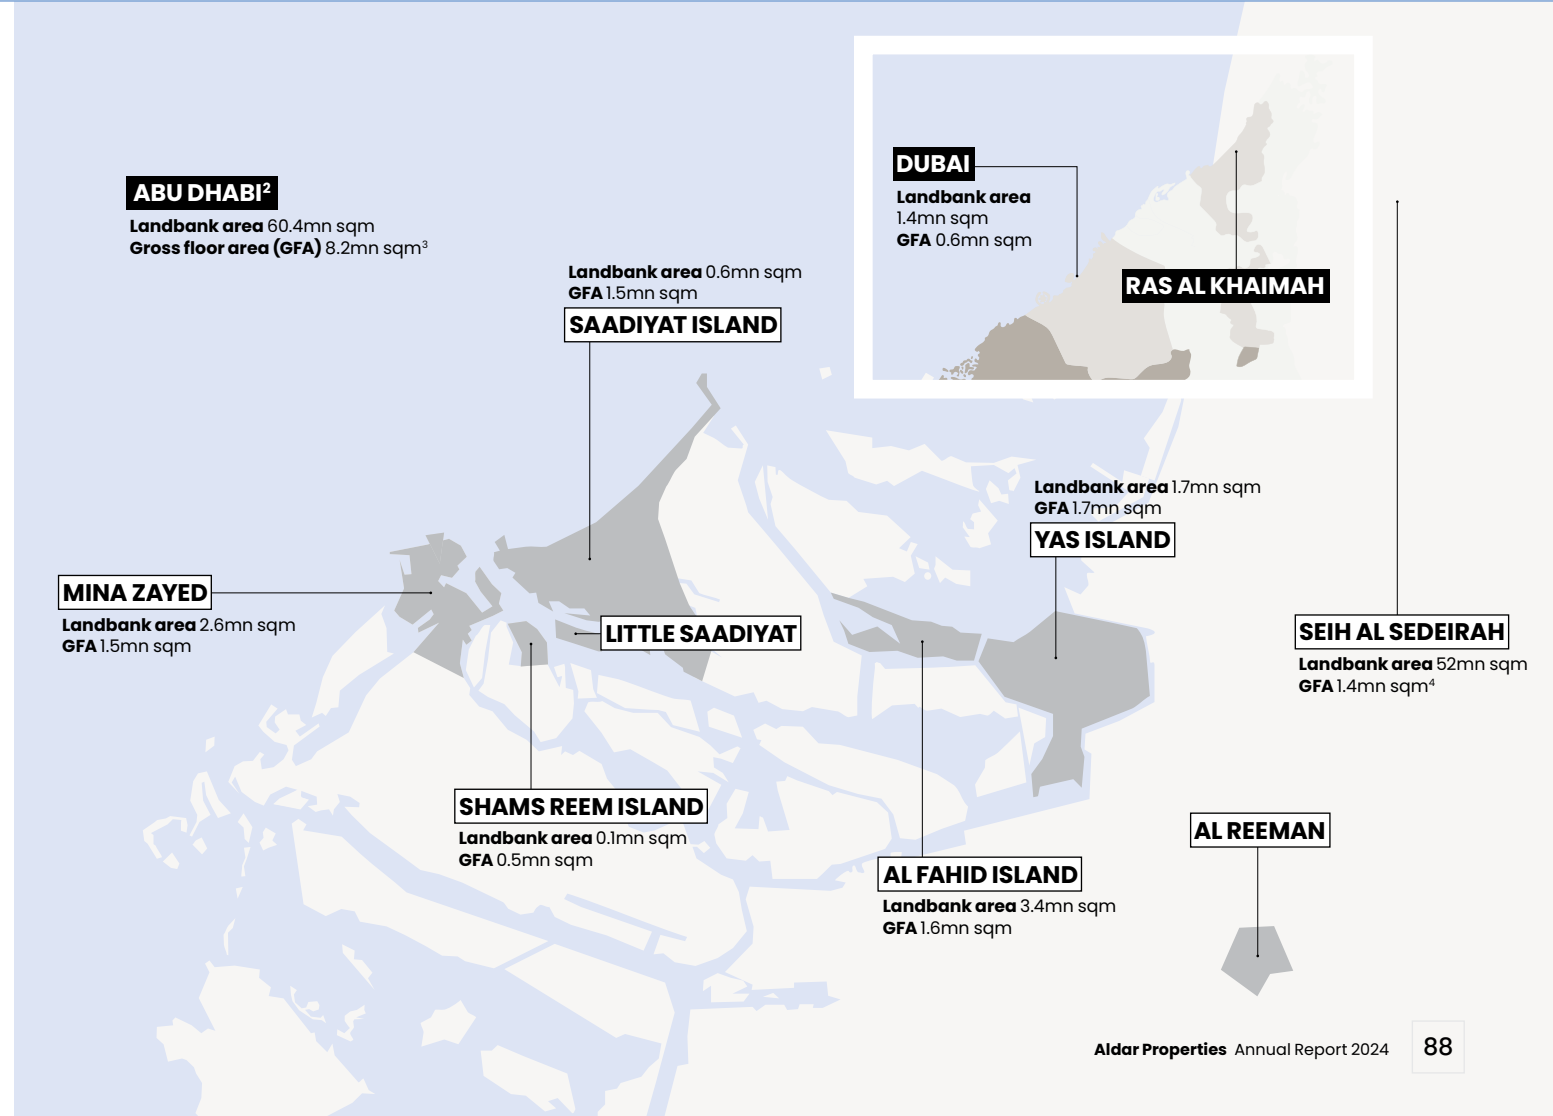 ABU DHABI²
Landbank area 60.4mn sqm
Gross floor area (GFA) 8.2mn sqm³
DUBAI
Landbank area
1.4mn sqm
GFA 0.6mn sqm
RAS AL KHAIMAH
Landbank area 0.6mn sqm
GFA 1.5mn sqm
SAADIYAT ISLAND
Landbank area 1.7mn sqm
GFA 1.7mn sqm
YAS ISLAND
MINA ZAYED
Landbank area 2.6mn sqm
GFA 1.5mn sqm
LITTLE SAADIYAT
SEIH AL SEDEIRAH
Landbank area 52mn sqm
GFA 1.4mn sqm⁴
SHAMS REEM ISLAND
Landbank area 0.1mn sqm
GFA 0.5mn sqm
AL FAHID ISLAND
Landbank area 3.4mn sqm
GFA 1.6mn sqm
AL REEMAN
Aldar Properties Annual Report 2024 88